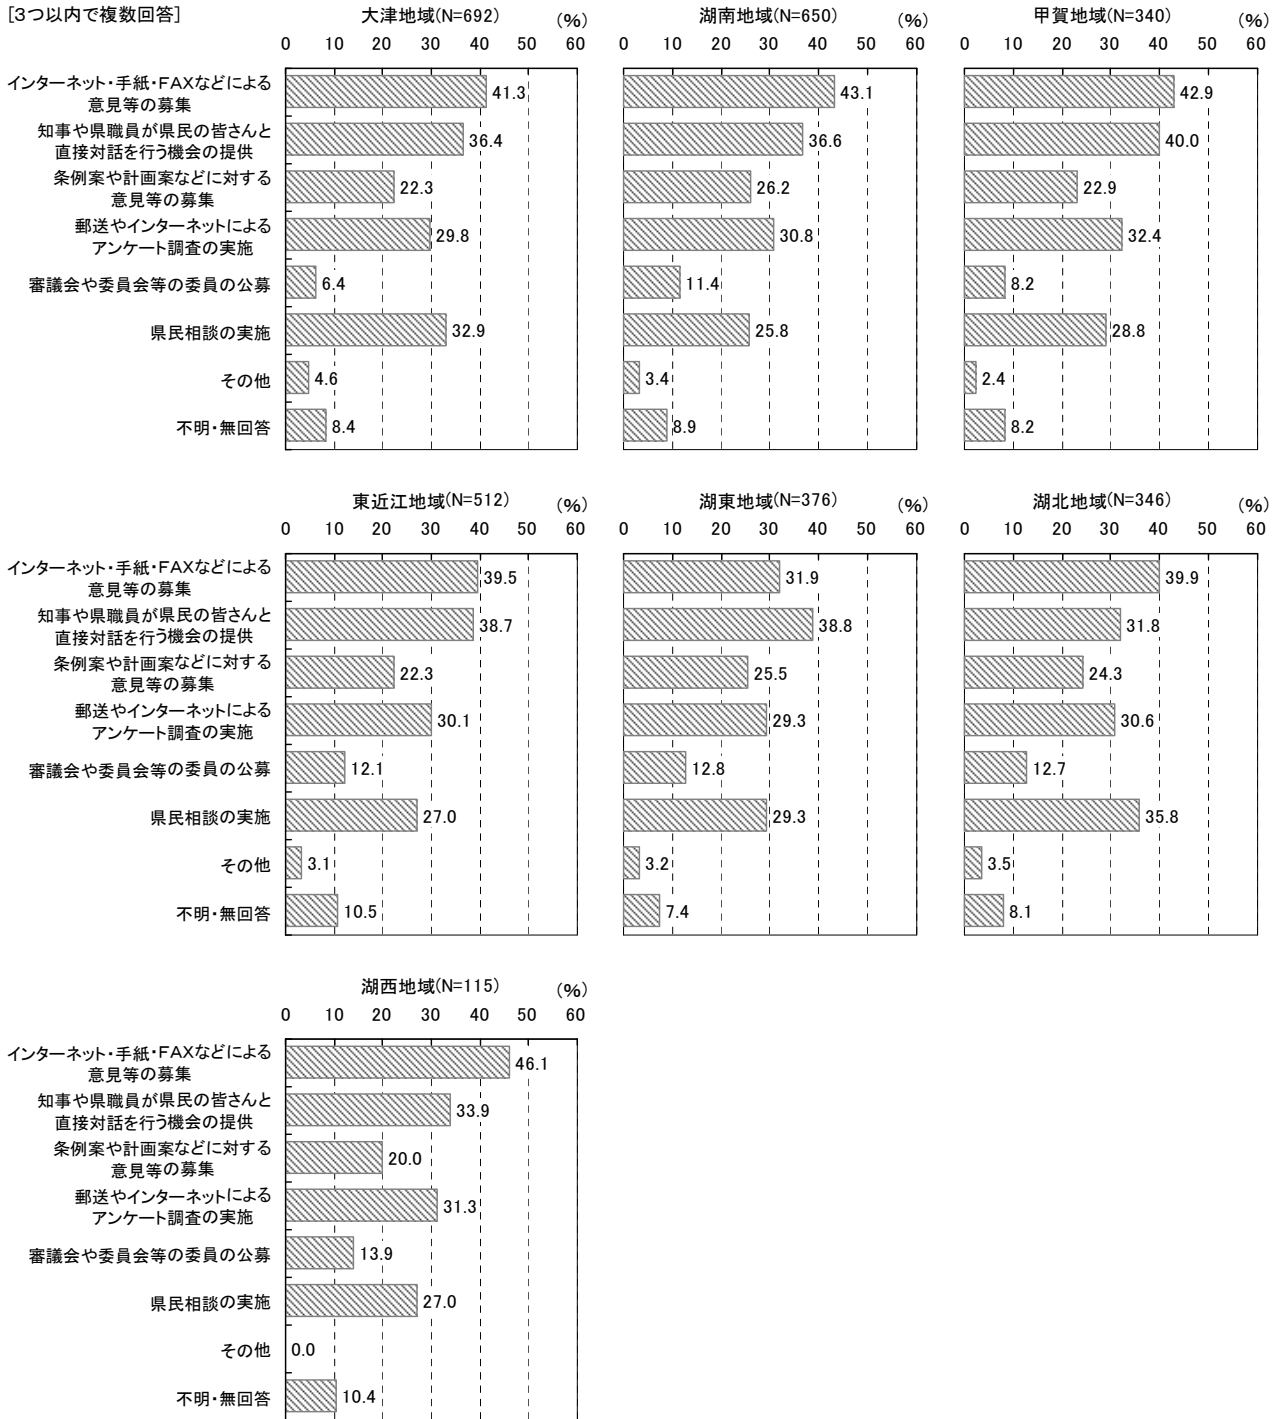 [3つ以内で複数回答]
大津地域(N=692) (%)
0 10 20 30 40 50 60
インターネット・手紙・FAXなどによる
意見等の募集
41.3
知事や県職員が県民の皆さんと
直接対話を行う機会の提供
36.4
条例案や計画案などに対する
意見等の募集
22.3
郵送やインターネットによる
アンケート調査の実施
29.8
審議会や委員会等の委員の公募
6.4
県民相談の実施
32.9
その他
4.6
不明・無回答
8.4
湖南地域(N=650) (%)
0 10 20 30 40 50 60
43.1
36.6
26.2
30.8
11.4
25.8
3.4
8.9
甲賀地域(N=340) (%)
0 10 20 30 40 50 60
42.9
40.0
22.9
32.4
8.2
28.8
2.4
8.2
東近江地域(N=512) (%)
0 10 20 30 40 50 60
インターネット・手紙・FAXなどによる
意見等の募集
39.5
知事や県職員が県民の皆さんと
直接対話を行う機会の提供
38.7
条例案や計画案などに対する
意見等の募集
22.3
郵送やインターネットによる
アンケート調査の実施
30.1
審議会や委員会等の委員の公募
12.1
県民相談の実施
27.0
その他
3.1
不明・無回答
10.5
湖東地域(N=376) (%)
0 10 20 30 40 50 60
31.9
38.8
25.5
29.3
12.8
29.3
3.2
7.4
湖北地域(N=346) (%)
0 10 20 30 40 50 60
39.9
31.8
24.3
30.6
12.7
35.8
3.5
8.1
湖西地域(N=115) (%)
0 10 20 30 40 50 60
インターネット・手紙・FAXなどによる
意見等の募集
46.1
知事や県職員が県民の皆さんと
直接対話を行う機会の提供
33.9
条例案や計画案などに対する
意見等の募集
20.0
郵送やインターネットによる
アンケート調査の実施
31.3
審議会や委員会等の委員の公募
13.9
県民相談の実施
27.0
その他
0.0
不明・無回答
10.4